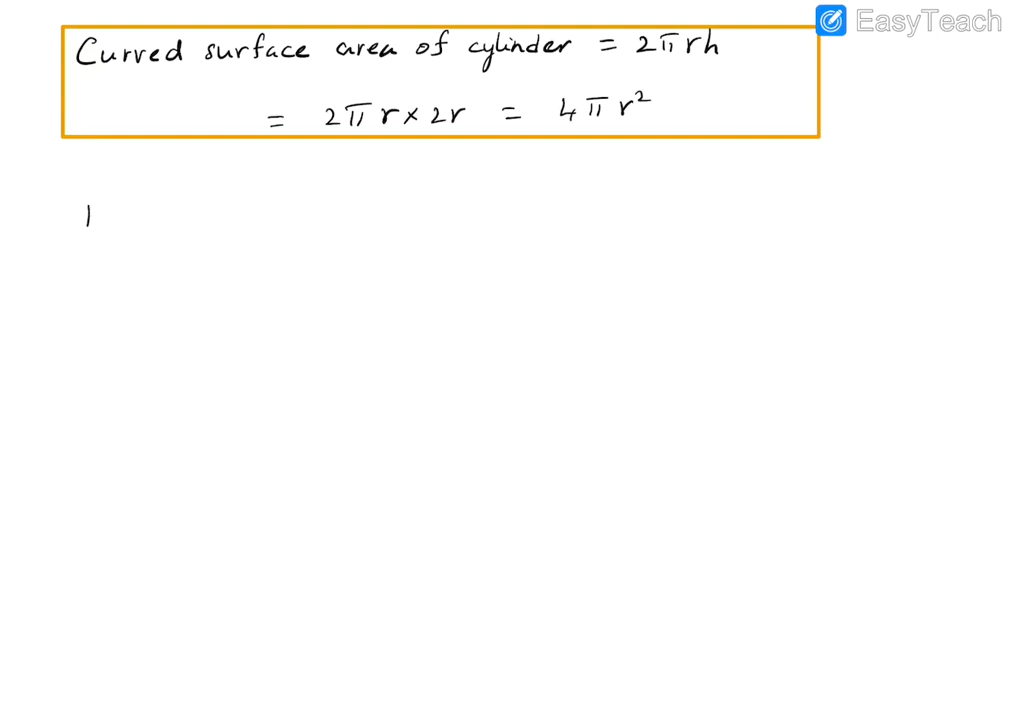 EasyTeach
Curved surface area of cylinder = 2πrh
= 2πr × 2r = 4πr²